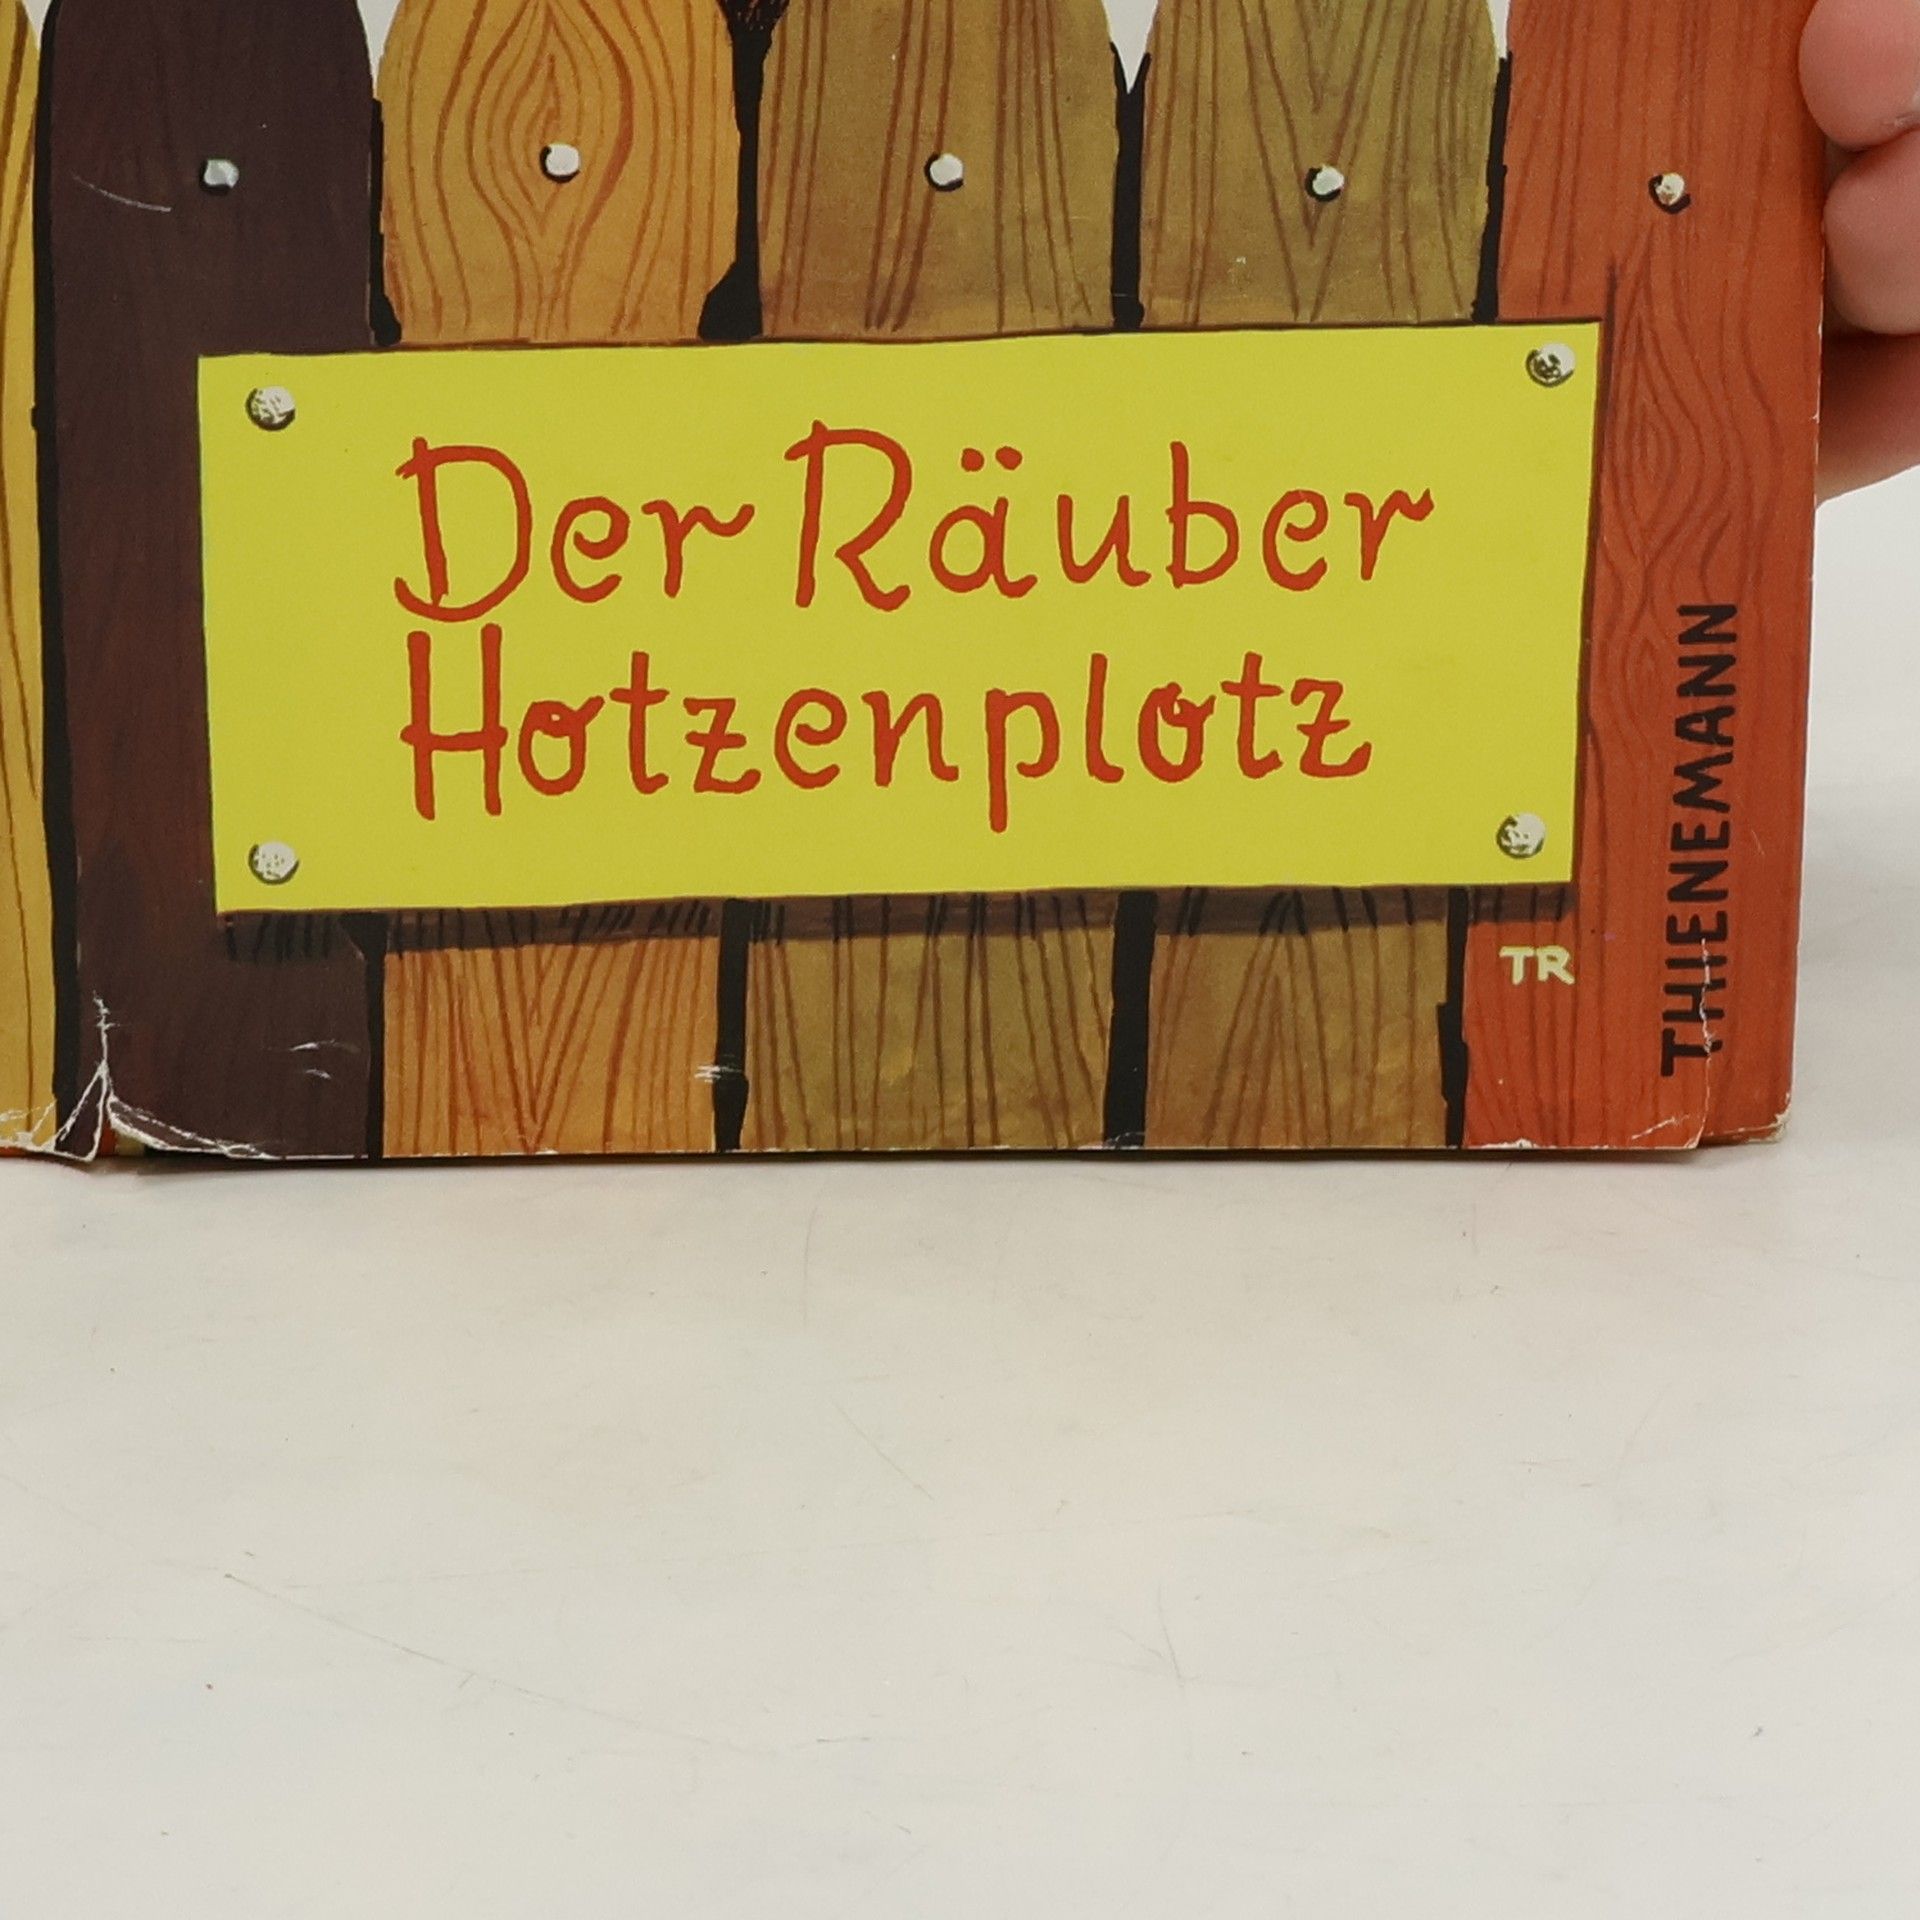 Der Räuber
Hotzenplotz
TR
THIENEMANN